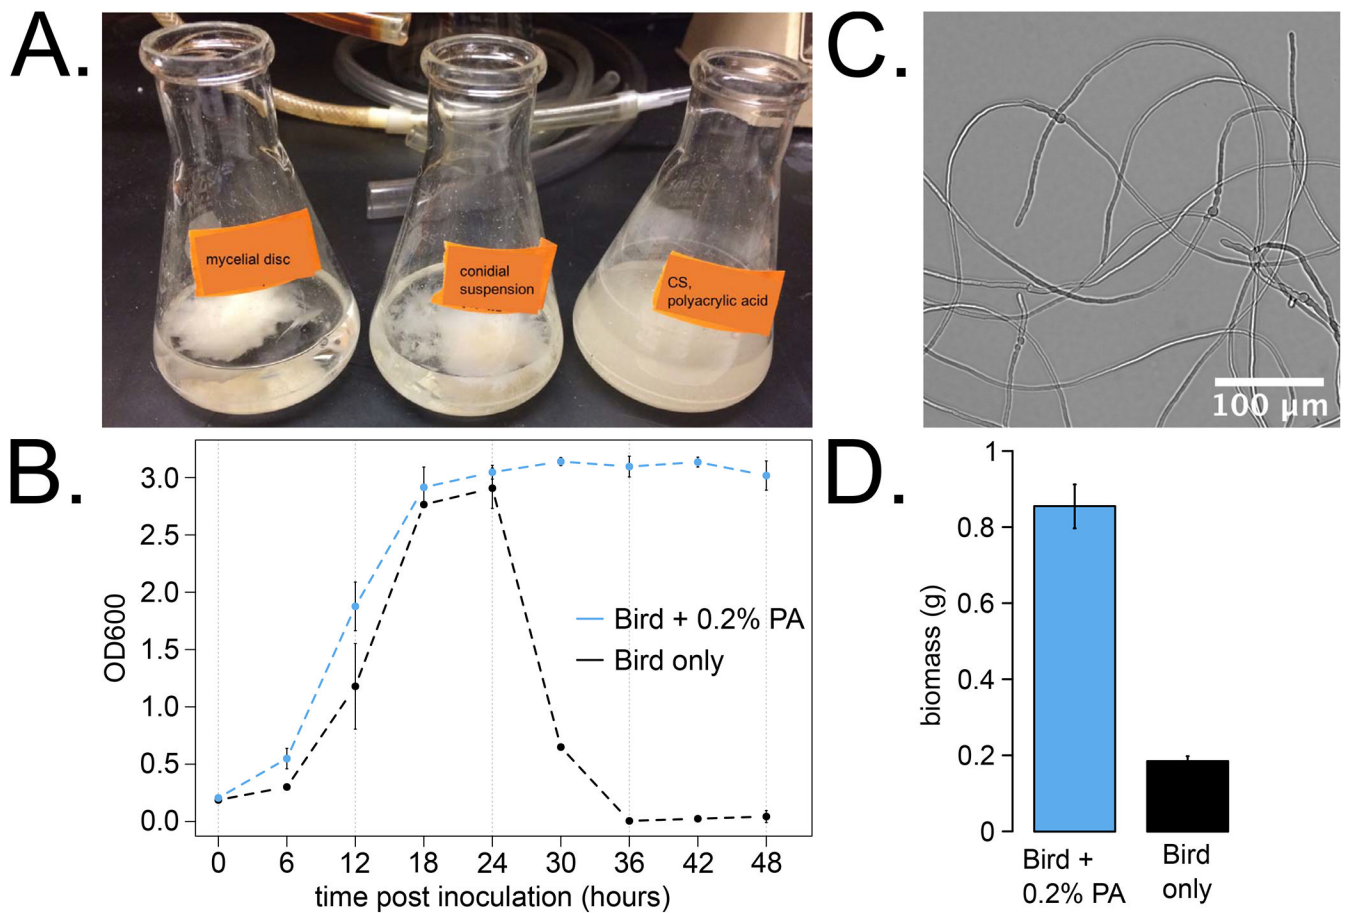 A.
mycelial disc
conidial
suspension
CS,
polyacrylic acid
C.
100 μm
B.
OD600
3.0
2.5
2.0
1.5
1.0
0.5
0.0
Bird + 0.2% PA
Bird only
0 6 12 18 24 30 36 42 48
time post inoculation (hours)
D.
biomass (g)
1
0.8
0.6
0.4
0.2
0
Bird +
0.2% PA
Bird
only